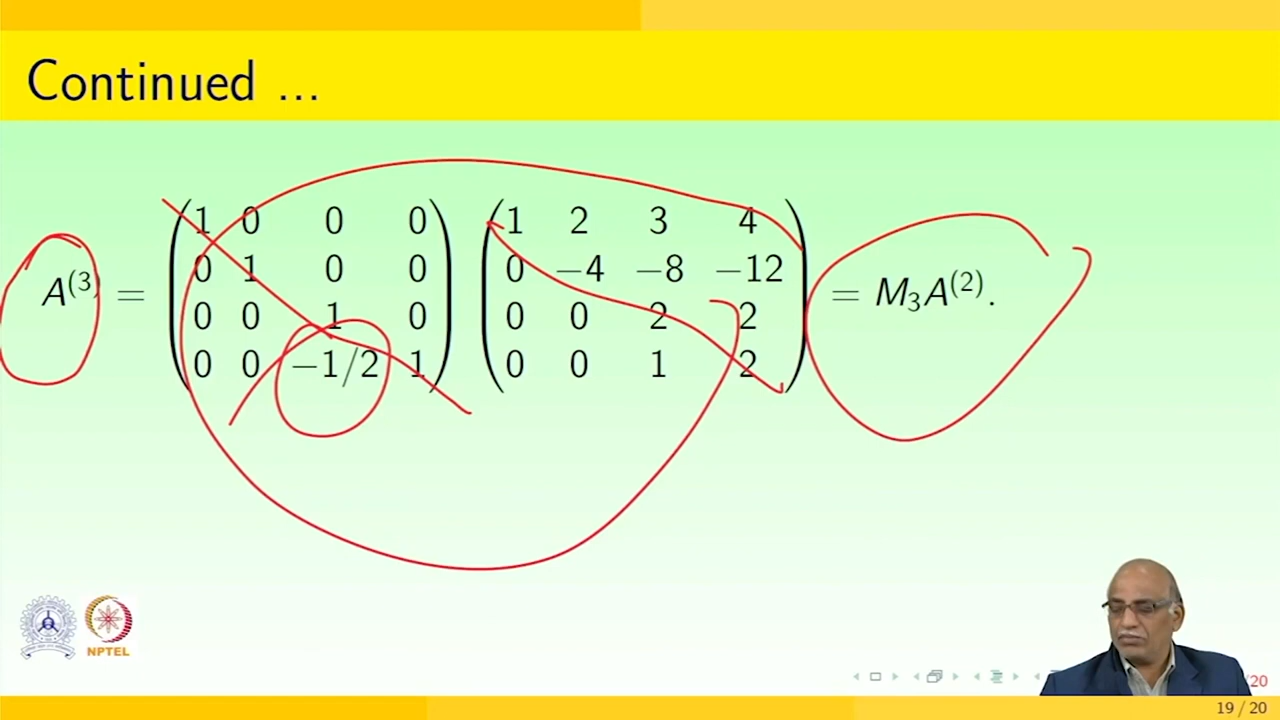 Continued ...
1 0 0 0 1 2 3 4
0 1 0 0 0 −4 −8 −12
A(3) = = M3A(2).
0 0 1 0 0 0 2 2
0 0 −1/2 1 0 0 1 2
NPTEL
/20
19 / 20